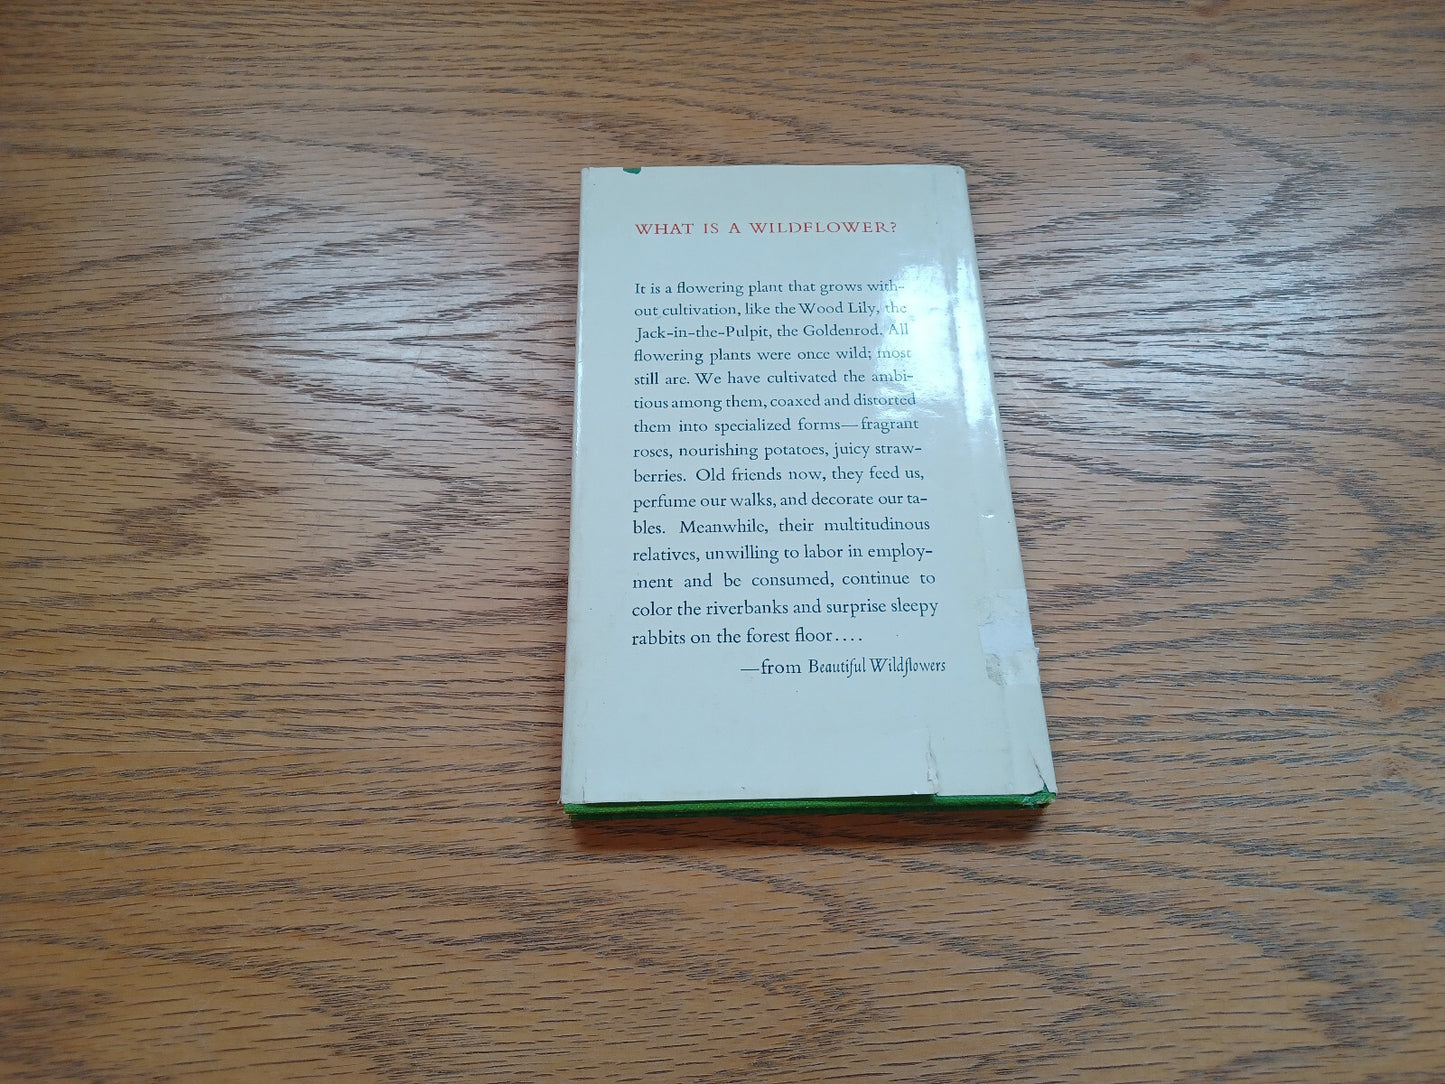 WHAT IS A WILDFLOWER?
It is a flowering plant that grows with-
out cultivation, like the Wood Lily, the
Jack-in-the-Pulpit, the Goldenrod. All
flowering plants were once wild; most
still are. We have cultivated the ambi-
tious among them, coaxed and distorted
them into specialized forms—fragrant
roses, nourishing potatoes, juicy straw-
berries. Old friends now, they feed us,
perfume our walks, and decorate our ta-
bles. Meanwhile, their multitudinous
relatives, unwilling to labor in employ-
ment and be consumed, continue to
color the riverbanks and surprise sleepy
rabbits on the forest floor....
—from Beautiful Wildflowers